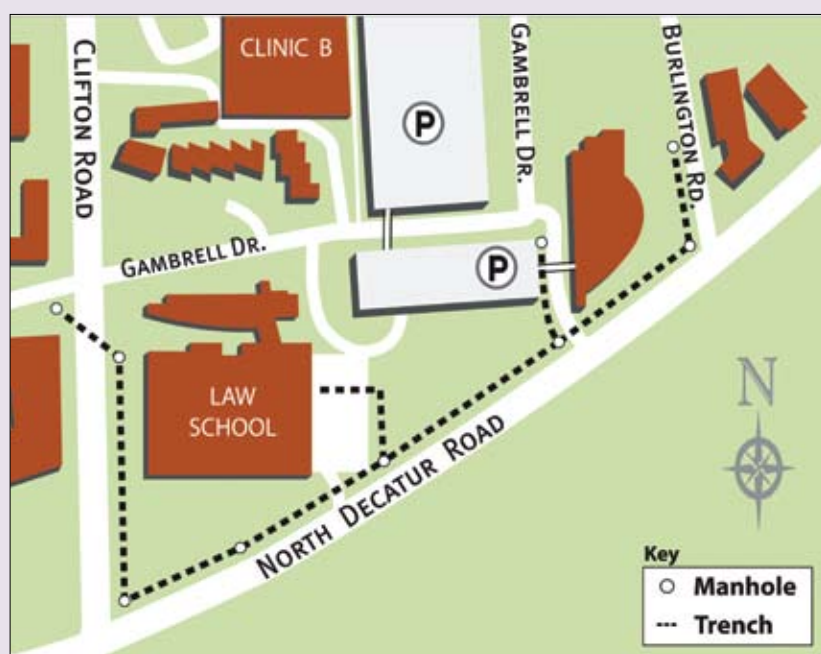 CLINIC B
P
GAMBRELL DR.
BURLINGTON RD.
CLIFTON ROAD
GAMBRELL DR.
P
LAW
SCHOOL
NORTH DECATUR ROAD
N
Key
Manhole
Trench